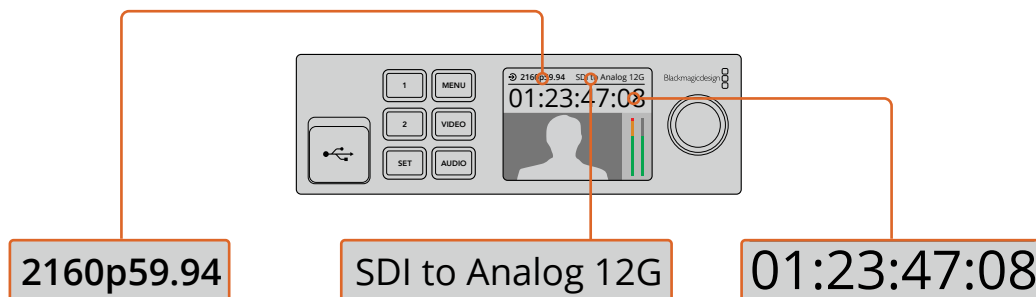 1 MENU
2 VIDEO
SET AUDIO
2160p59.94 SDI to Analog 12G
01:23:47:08
Blackmagicdesign
2160p59.94
SDI to Analog 12G
01:23:47:08